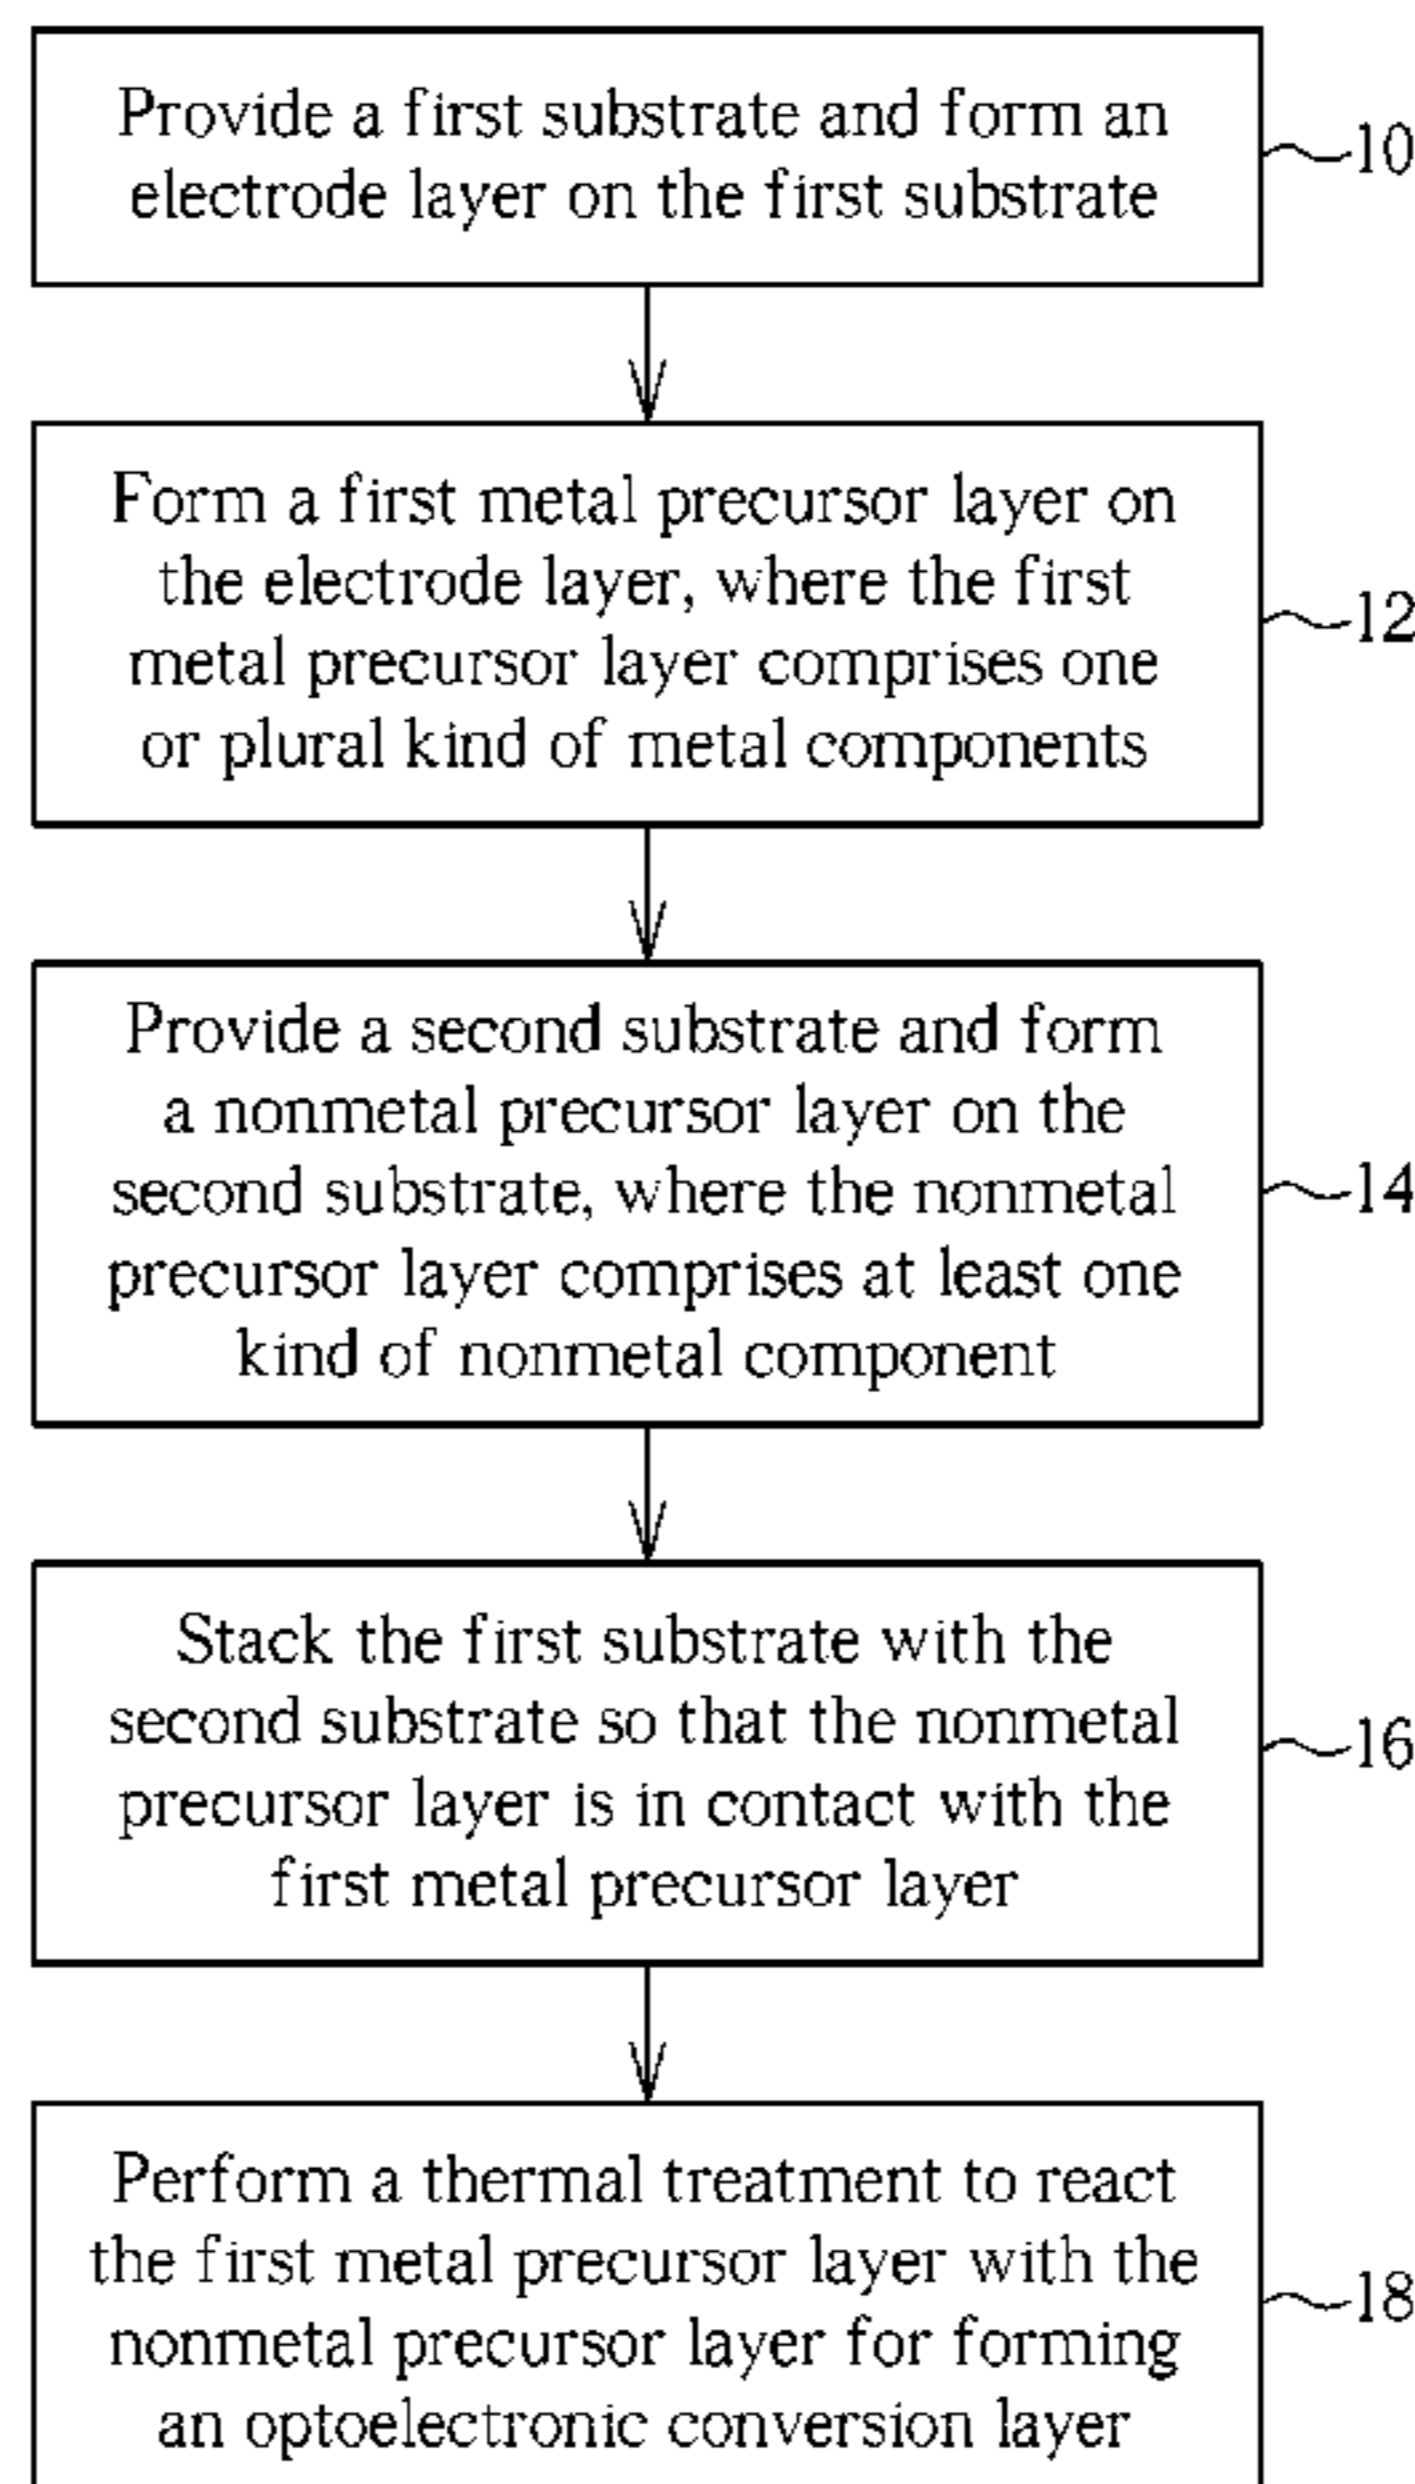 Provide a first substrate and form an
electrode layer on the first substrate
10
Form a first metal precursor layer on
the electrode layer, where the first
metal precursor layer comprises one
or plural kind of metal components
12
Provide a second substrate and form
a nonmetal precursor layer on the
second substrate, where the nonmetal
precursor layer comprises at least one
kind of nonmetal component
14
Stack the first substrate with the
second substrate so that the nonmetal
precursor layer is in contact with the
first metal precursor layer
16
Perform a thermal treatment to react
the first metal precursor layer with the
nonmetal precursor layer for forming
an optoelectronic conversion layer
18